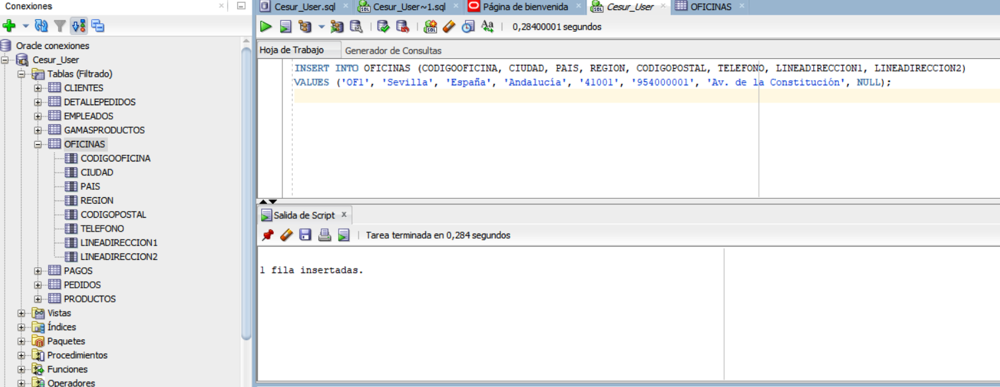 Conexiones
Oracle conexiones
Cesur_User
Tablas (Filtrado)
CLIENTES
DETALLEPEDIDOS
EMPLEADOS
GAMASPRODUCTOS
OFICINAS
CODIGOOFICINA
CIUDAD
PAIS
REGION
CODIGOPOSTAL
TELEFONO
LINEADIRECCION1
LINEADIRECCION2
PAGOS
PEDIDOS
PRODUCTOS
Vistas
Índices
Paquetes
Procedimientos
Funciones
Operadores
Cesur_User.sql Cesur_User~1.sql Página de bienvenida Cesur_User OFICINAS
0,28400001 segundos
Hoja de Trabajo Generador de Consultas
INSERT INTO OFICINAS (CODIGOOFICINA, CIUDAD, PAIS, REGION, CODIGOPOSTAL, TELEFONO, LINEADIRECCION1, LINEADIRECCION2)
VALUES ('OF1', 'Sevilla', 'España', 'Andalucía', '41001', '954000001', 'Av. de la Constitución', NULL);
Salida de Script x
Tarea terminada en 0,284 segundos
1 fila insertadas.